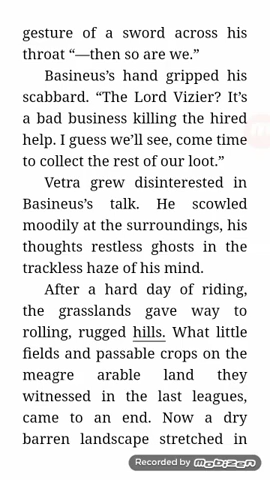 gesture of a sword across his
throat “—then so are we.”
Basineus’s hand gripped his
scabbard. “The Lord Vizier? It’s
a bad business killing the hired
help. I guess we’ll see, come time
to collect the rest of our loot.”
Vetra grew disinterested in
Basineus’s talk. He scowled
moodily at the surroundings, his
thoughts restless ghosts in the
trackless haze of his mind.
After a hard day of riding,
the grasslands gave way to
rolling, rugged hills. What little
fields and passable crops on the
meagre arable land they
witnessed in the last leagues,
came to an end. Now a dry
barren landscape stretched in
Recorded by mobizen